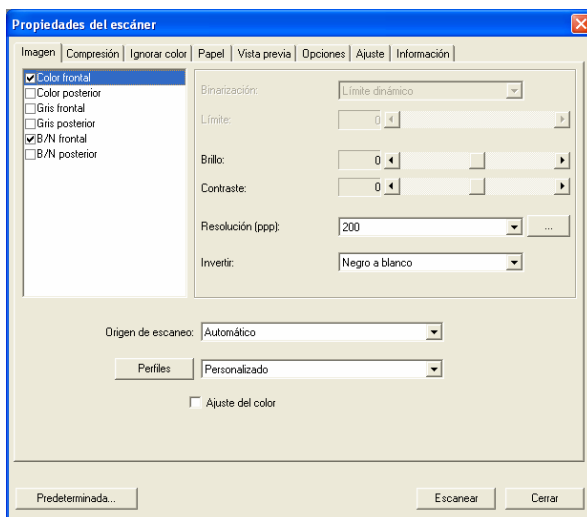 Propiedades del escáner
Imagen Compresión Ignorar color Papel Vista previa Opciones Ajuste Información
Color frontal
Color posterior
Gris frontal
Gris posterior
B/N frontal
B/N posterior
Binarización: Límite dinámico
Límite: 0
Brillo: 0
Contraste: 0
Resolución (ppp): 200 ...
Invertir: Negro a blanco
Origen de escaneo: Automático
Perfiles Personalizado
Ajuste del color
Predeterminada... Escanear Cerrar